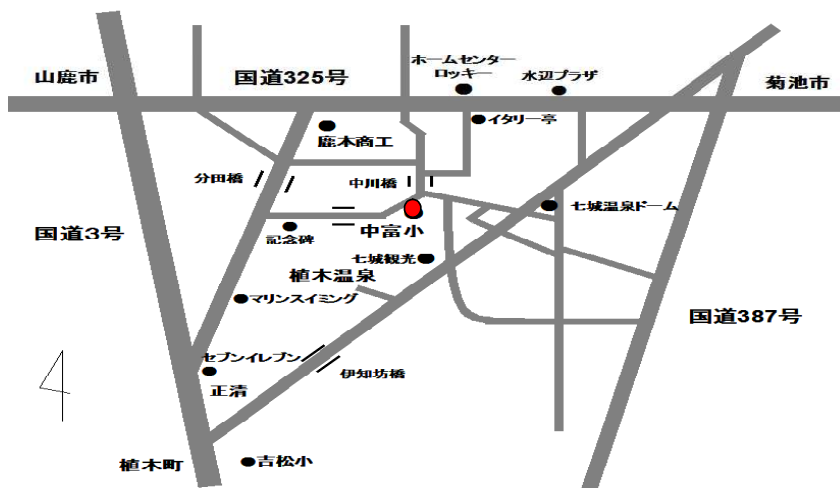 ホームセンター
ロッキー
水辺プラザ
山鹿市
国道325号
菊池市
イタリー亭
鹿木商工
分田橋
中川橋
七城温泉ドーム
国道3号
記念碑
中富小
七城観光
植木温泉
マリンスイミング
国道387号
セブンイレブン
正清
伊知坊橋
植木町
吉松小